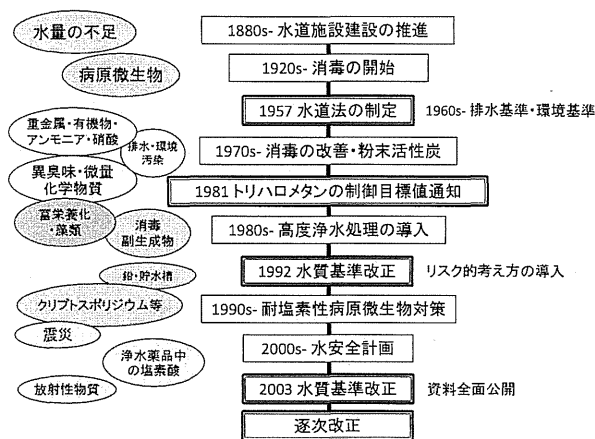 水量の不足
1880s- 水道施設建設の推進
病原微生物
1920s- 消毒の開始
1957 水道法の制定
1960s- 排水基準・環境基準
重金属・有機物・
アンモニア・硝酸
排水・環境
汚染
1970s- 消毒の改善・粉末活性炭
異臭味・微量
化学物質
1981 トリハロメタンの制御目標値通知
富栄養化
・藻類
消毒
副生成物
1980s- 高度浄水処理の導入
鉛・貯水槽
1992 水質基準改正
リスク的考え方の導入
クリプトスポリジウム等
1990s- 耐塩素性病原微生物対策
震災
2000s- 水安全計画
浄水薬品中
の塩素酸
放射性物質
2003 水質基準改正
資料全面公開
逐次改正